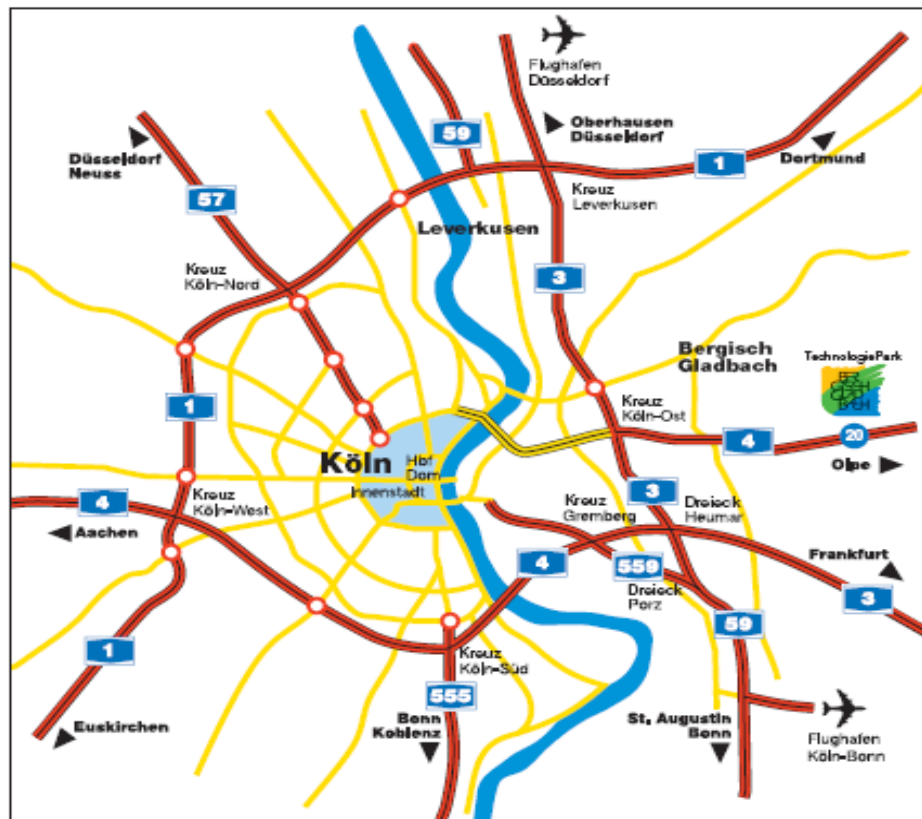 Flughafen
Düsseldorf
59
Oberhausen
Düsseldorf
Düsseldorf
Neuss
1
Dortmund
57
Kreuz
Leverkusen
Leverkusen
Kreuz
Köln-Nord
3
Bergisch
Gladbach
TechnologiePark
1
Kreuz
Köln-Ost
4
20
Olpe
Köln
Hbf
Dom
Innenstadt
4
Kreuz
Köln-West
Aachen
3
Kreuz
Gremberg
Dreieck
Heumar
4
559
Frankfurt
Dreieck
Porz
3
59
1
Kreuz
Köln-Süd
555
Euskirchen
Bonn
Koblenz
St. Augustin
Bonn
Flughafen
Köln-Bonn